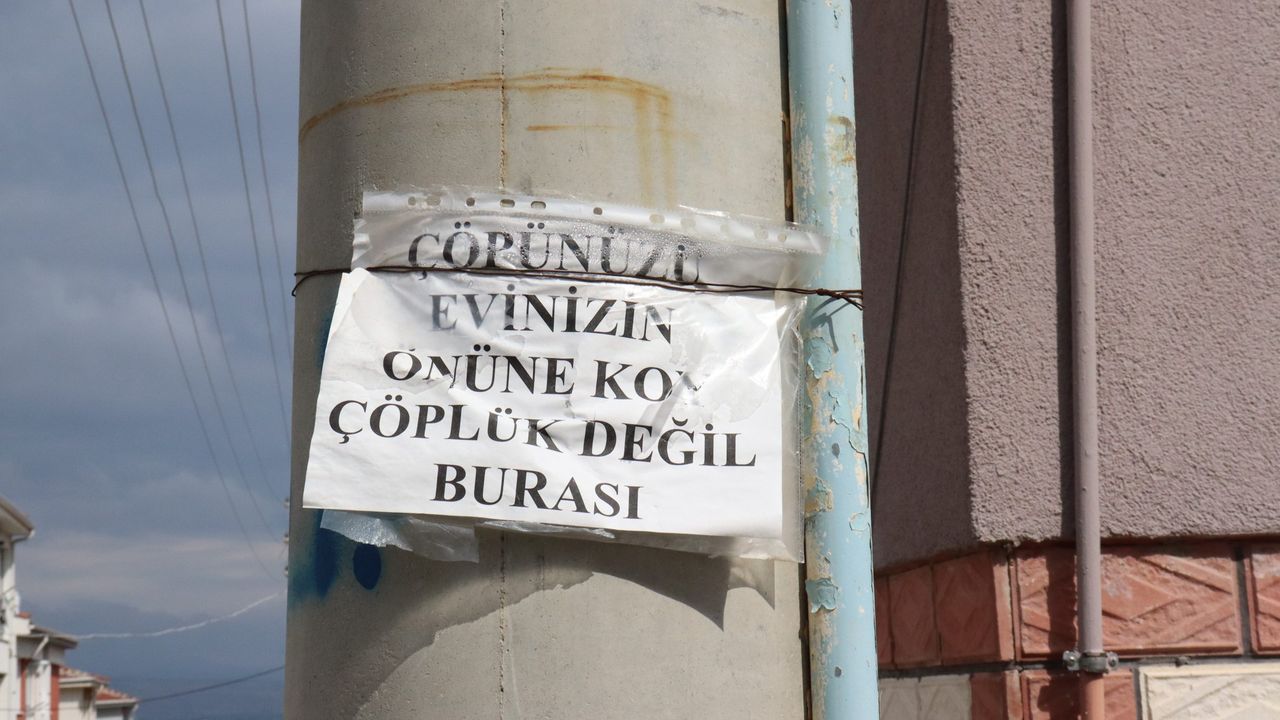 ÇÖPÜNÜZÜ
EVİNİZİN
ÖNÜNE KOY
ÇÖPLÜK DEĞİL
BURASI